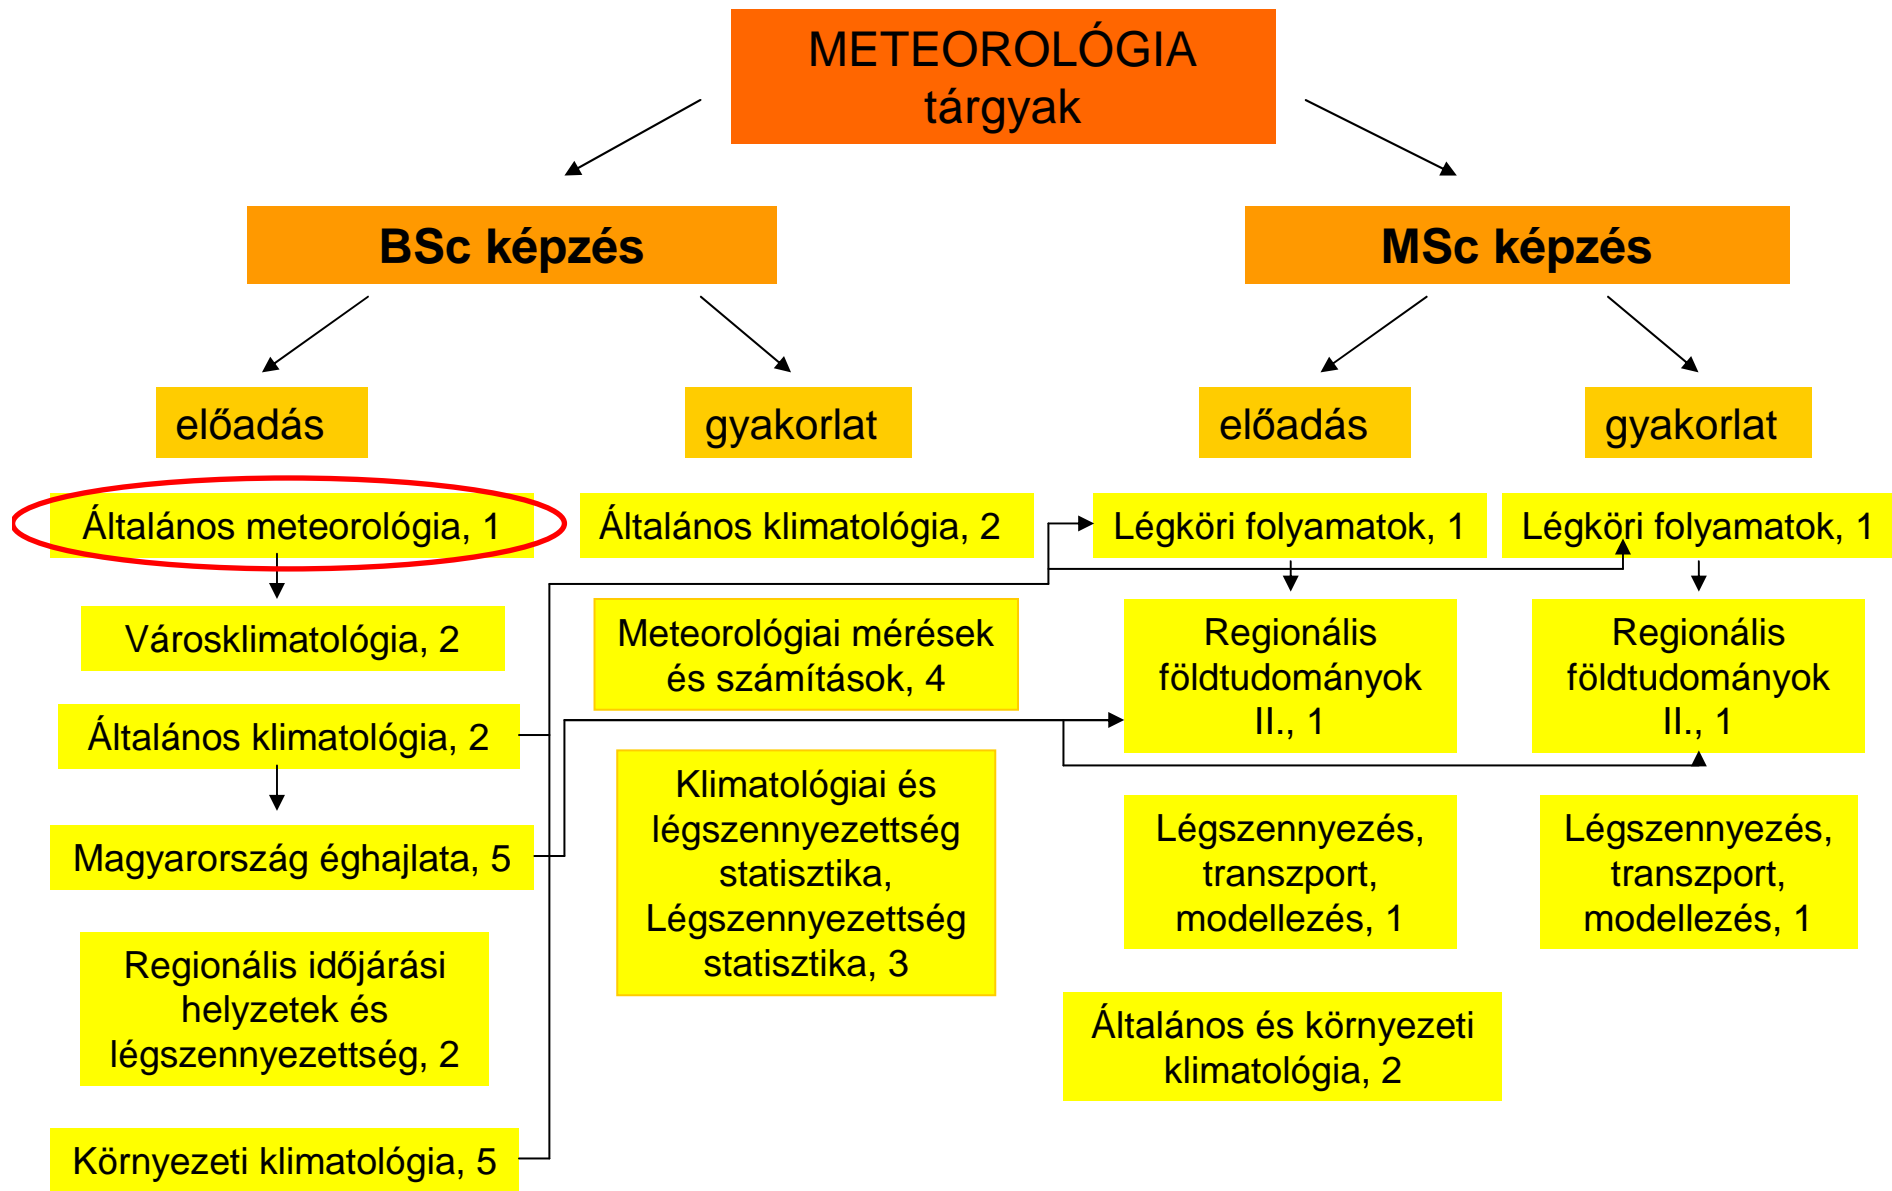 METEOROLÓGIA
tárgyak
BSc képzés
MSc képzés
előadás
gyakorlat
előadás
gyakorlat
Általános meteorológia, 1
Városklimatológia, 2
Általános klimatológia, 2
Magyarország éghajlata, 5
Regionális időjárási
helyzetek és
légszennyezettség, 2
Környezeti klimatológia, 5
Általános klimatológia, 2
Meteorológiai mérések
és számítások, 4
Klimatológiai és
légszennyezettség
statisztika,
Légszennyezettség
statisztika, 3
Légköri folyamatok, 1
Regionális
földtudományok
II., 1
Légszennyezés,
transzport,
modellezés, 1
Általános és környezeti
klimatológia, 2
Légköri folyamatok, 1
Regionális
földtudományok
II., 1
Légszennyezés,
transzport,
modellezés, 1